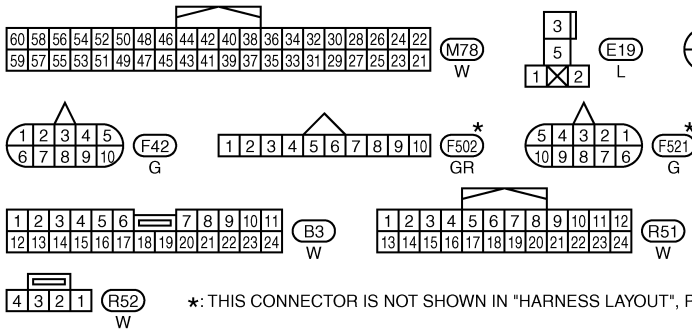 60 58 56 54 52 50 48 46 44 42 40 38 36 34 32 30 28 26 24 22
59 57 55 53 51 49 47 45 43 41 39 37 35 33 31 29 27 25 23 21
M78
W
3
5
1 2
E19
L
1 2 3 4 5
6 7 8 9 10
F42
G
1 2 3 4 5 6 7 8 9 10
*
F502
GR
5 4 3 2 1
10 9 8 7 6
*
F521
G
1 2 3 4 5 6 7 8 9 10 11
12 13 14 15 16 17 18 19 20 21 22 23 24
B3
W
1 2 3 4 5 6 7 8 9 10 11 12
13 14 15 16 17 18 19 20 21 22 23 24
R51
W
4 3 2 1
R52
W
*: THIS CONNECTOR IS NOT SHOWN IN "HARNESS LAYOUT",